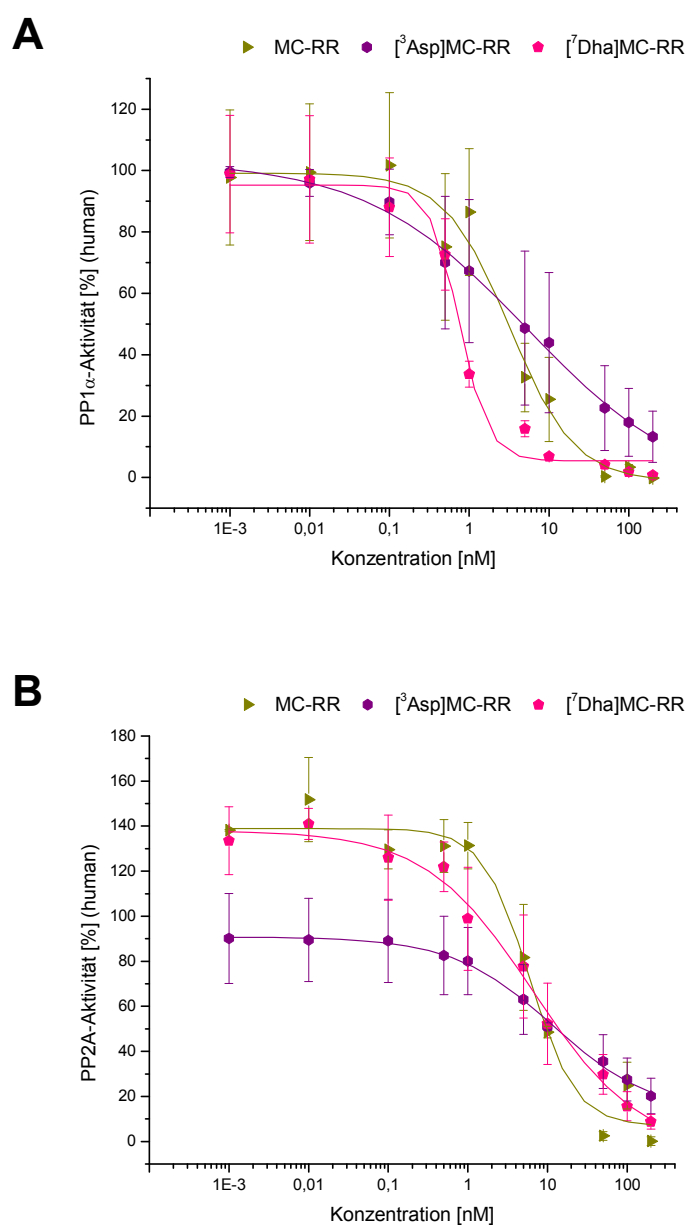 A
MC-RR [³Asp]MC-RR [⁷Dha]MC-RR
120
100
80
60
40
20
0
PP1α-Aktivität [%] (human)
1E-3 0,01 0,1 1 10 100
Konzentration [nM]
B
MC-RR [³Asp]MC-RR [⁷Dha]MC-RR
180
160
140
120
100
80
60
40
20
0
PP2A-Aktivität [%] (human)
1E-3 0,01 0,1 1 10 100
Konzentration [nM]